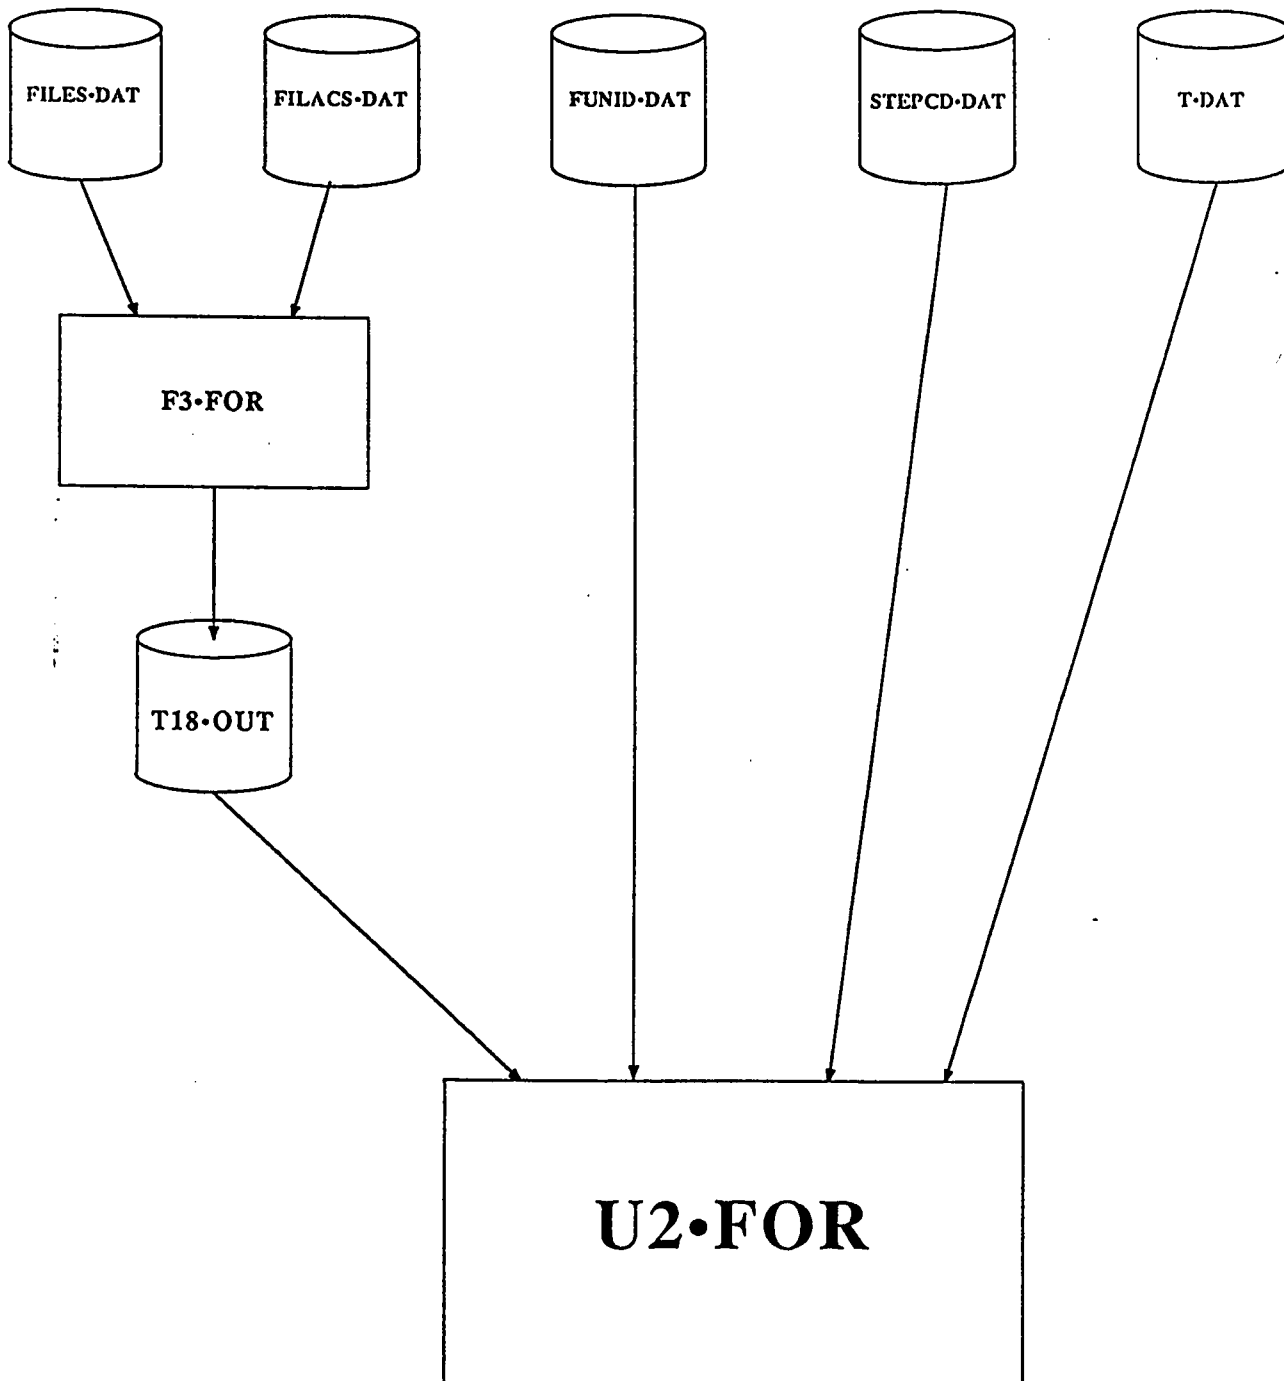 FILES•DAT
FILACS•DAT
FUNID•DAT
STEPCD•DAT
T•DAT
F3•FOR
T18•OUT
U2•FOR